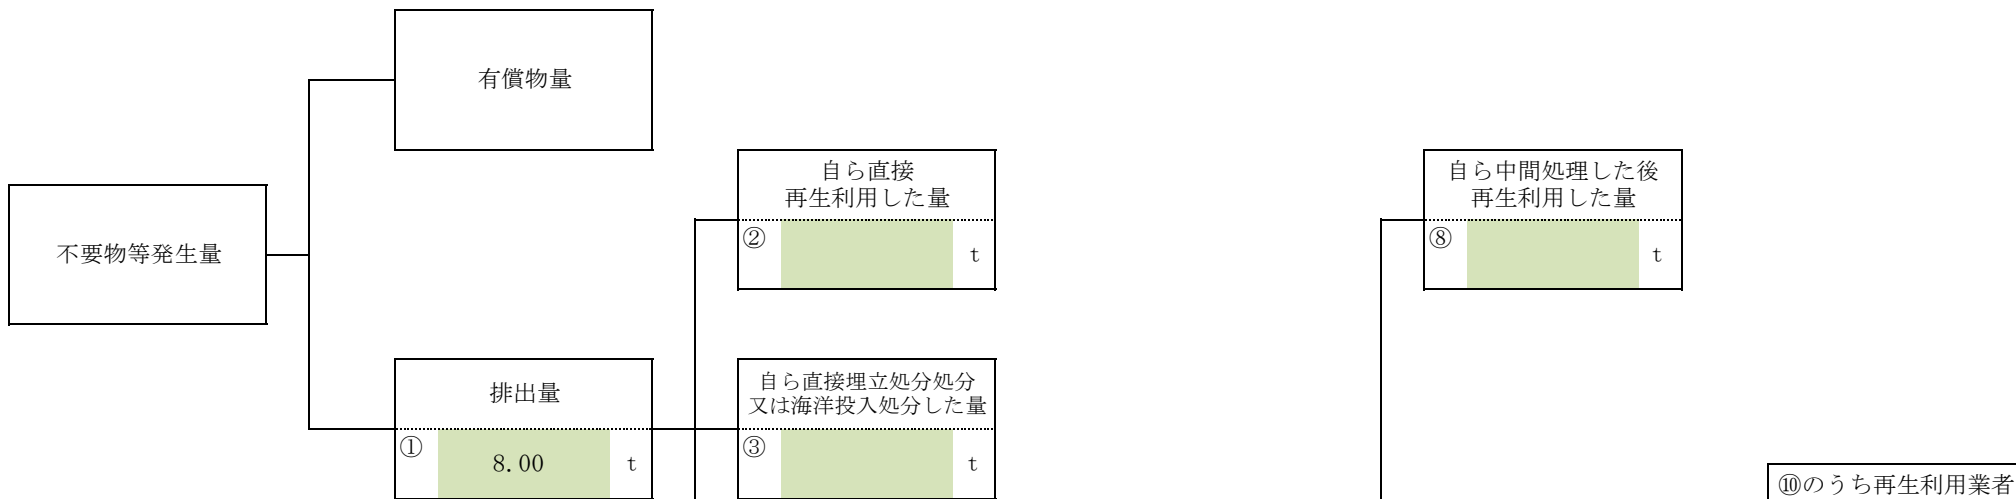 有償物量
自ら直接
再生利用した量
②
t
自ら中間処理した後
再生利用した量
⑧
t
不要物等発生量
排出量
①
8.00
t
自ら直接埋立処分処分
又は海洋投入処分した量
③
t
⑩のうち再生利用業者